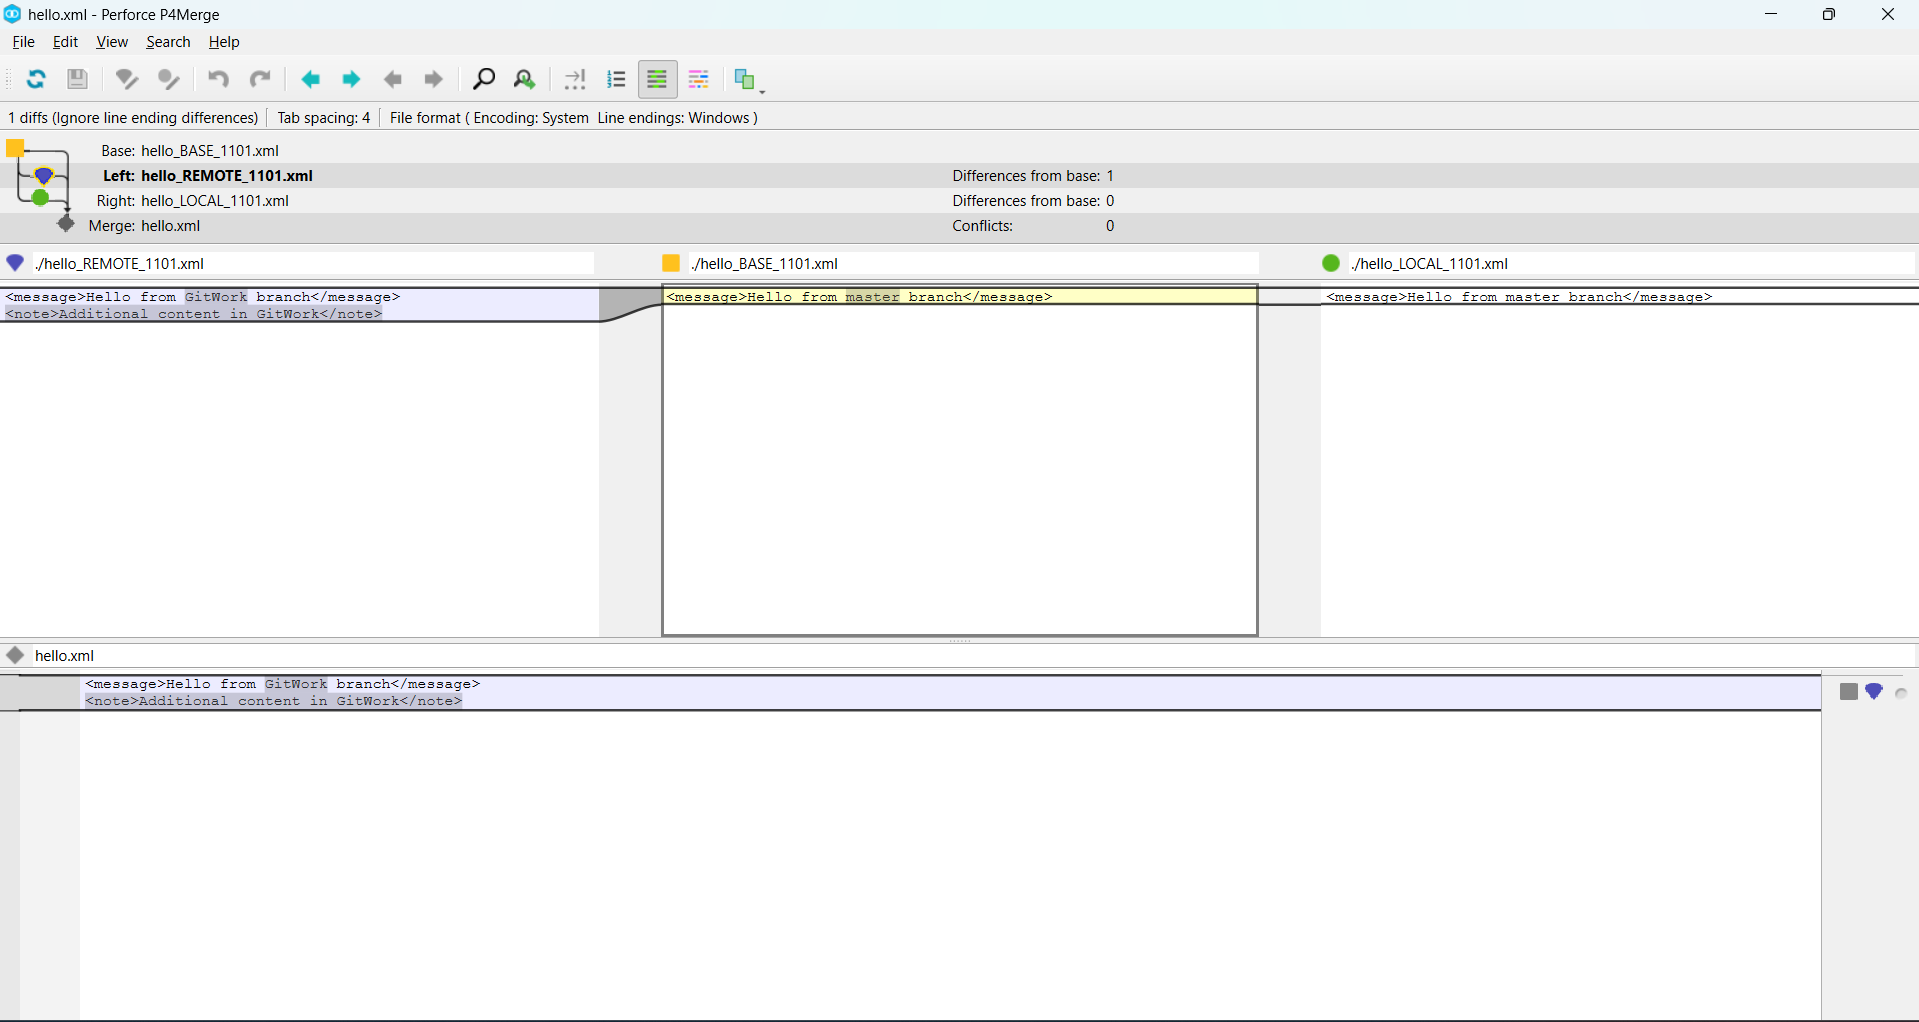 hello.xml - Perforce P4Merge
File Edit View Search Help
1 diffs (Ignore line ending differences) Tab spacing: 4 File format ( Encoding: System Line endings: Windows )
Base: hello_BASE_1101.xml
Left: hello_REMOTE_1101.xml Differences from base: 1
Right: hello_LOCAL_1101.xml Differences from base: 0
Merge: hello.xml Conflicts: 0
./hello_REMOTE_1101.xml ./hello_BASE_1101.xml ./hello_LOCAL_1101.xml
<message>Hello from GitWork branch</message> <message>Hello from master branch</message> <message>Hello from master branch</message>
<note>Additional content in GitWork</note>
hello.xml
<message>Hello from GitWork branch</message>
<note>Additional content in GitWork</note>